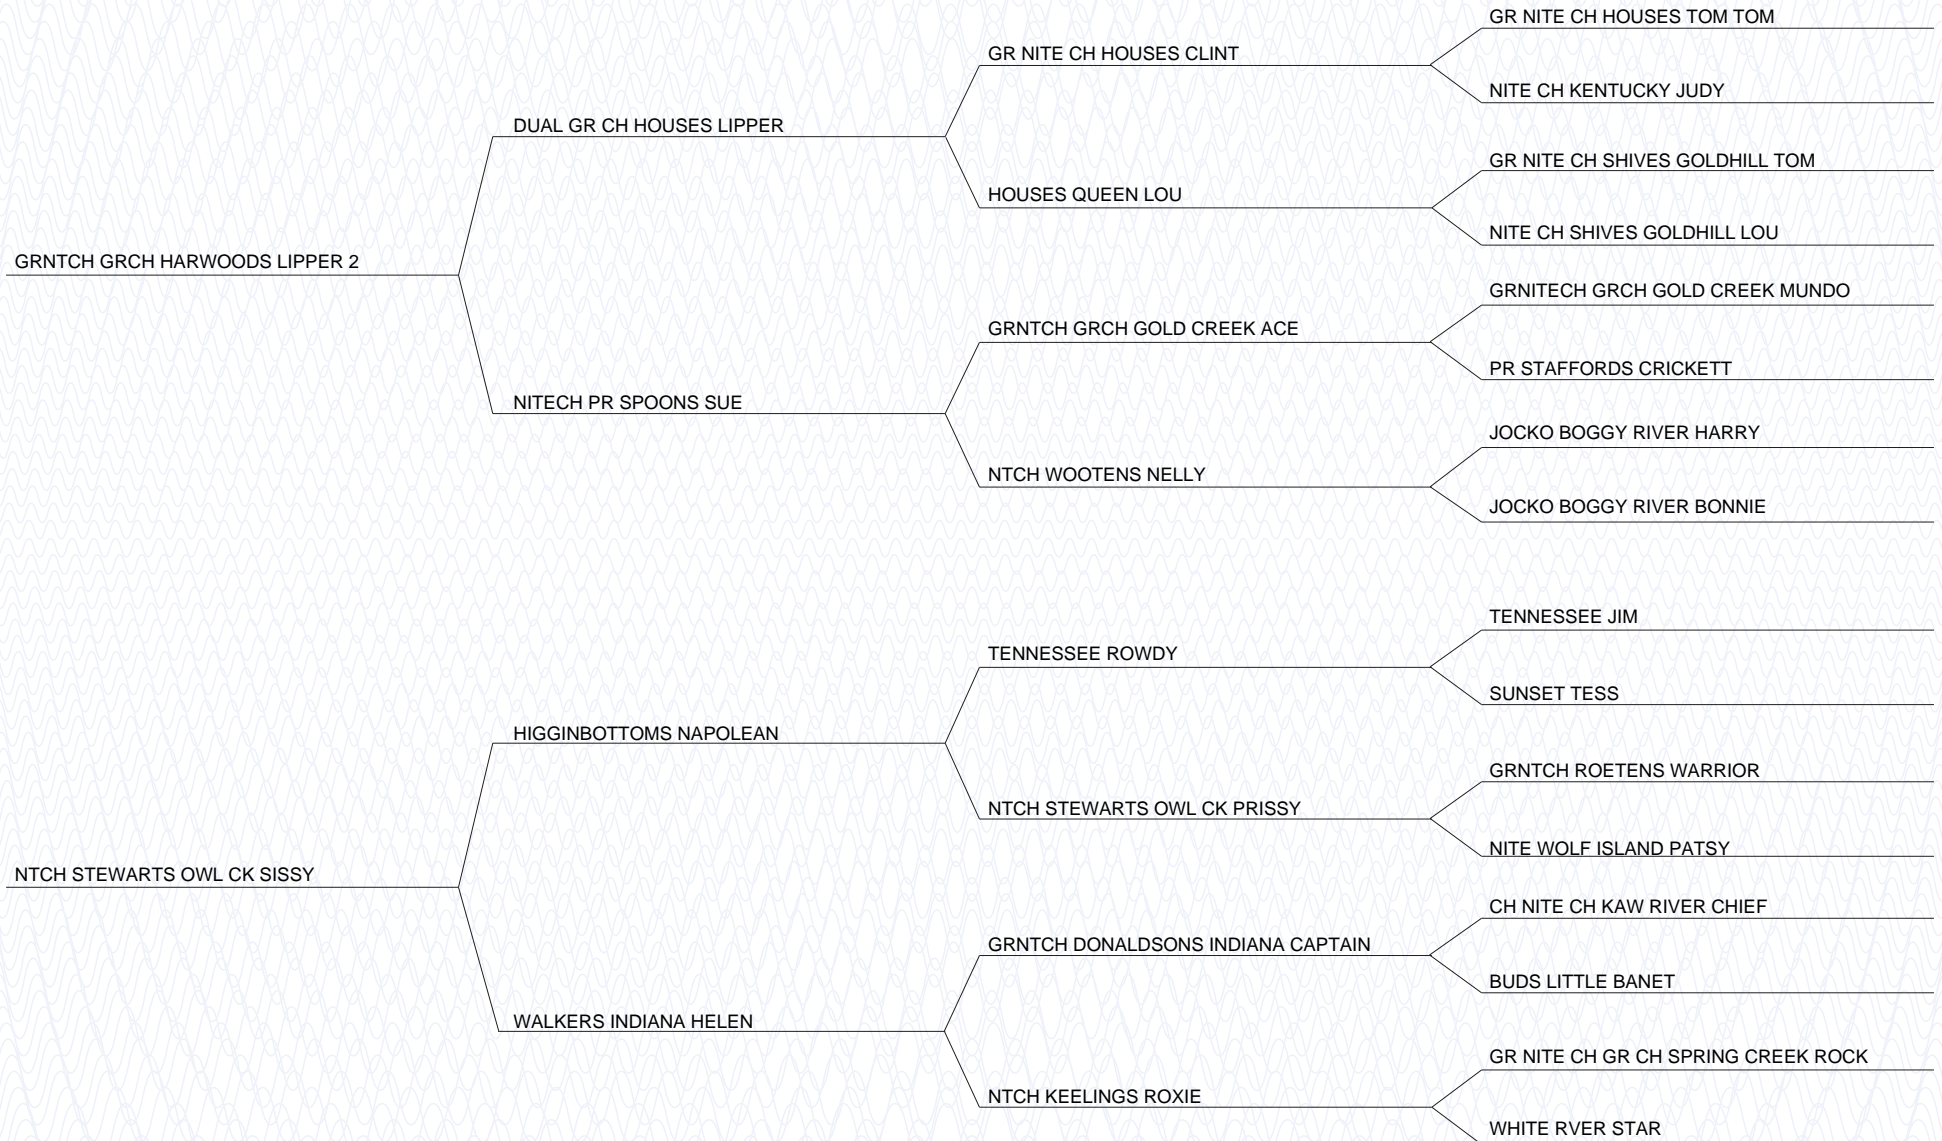 GR NITE CH HOUSES TOM TOM
GR NITE CH HOUSES CLINT
NITE CH KENTUCKY JUDY
DUAL GR CH HOUSES LIPPER
GR NITE CH SHIVES GOLDHILL TOM
HOUSES QUEEN LOU
NITE CH SHIVES GOLDHILL LOU
GRNTCH GRCH HARWOODS LIPPER 2
GRNITECH GRCH GOLD CREEK MUNDO
GRNTCH GRCH GOLD CREEK ACE
PR STAFFORDS CRICKETT
NITECH PR SPOONS SUE
JOCKO BOGGY RIVER HARRY
NTCH WOOTENS NELLY
JOCKO BOGGY RIVER BONNIE
TENNESSEE JIM
TENNESSEE ROWDY
SUNSET TESS
HIGGINBOTTOMS NAPOLEAN
GRNTCH ROETENS WARRIOR
NTCH STEWARTS OWL CK PRISSY
NITE WOLF ISLAND PATSY
NTCH STEWARTS OWL CK SISSY
CH NITE CH KAW RIVER CHIEF
GRNTCH DONALDSONS INDIANA CAPTAIN
BUDS LITTLE BANET
WALKERS INDIANA HELEN
GR NITE CH GR CH SPRING CREEK ROCK
NTCH KEELINGS ROXIE
WHITE RVER STAR